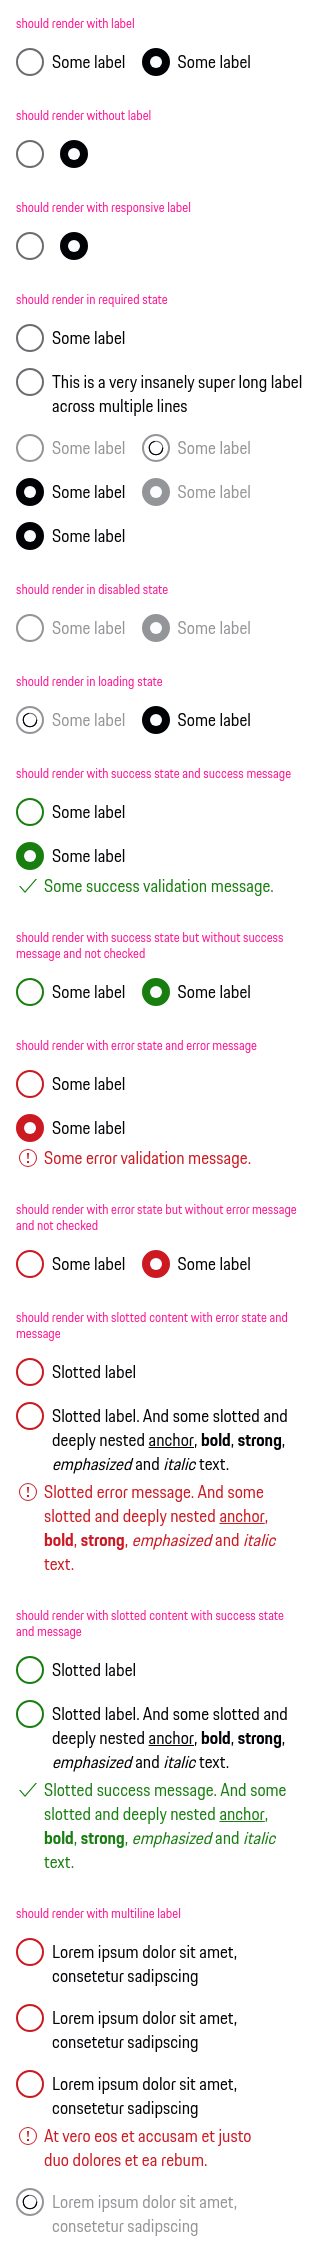 should render with label
Some label Some label
should render without label
should render with responsive label
should render in required state
Some label
This is a very insanely super long label
across multiple lines
Some label Some label
Some label Some label
Some label
should render in disabled state
Some label Some label
should render in loading state
Some label Some label
should render with success state and success message
Some label
Some label
Some success validation message.
should render with success state but without success
message and not checked
Some label Some label
should render with error state and error message
Some label
Some label
Some error validation message.
should render with error state but without error message
and not checked
Some label Some label
should render with slotted content with error state and
message
Slotted label
Slotted label. And some slotted and
deeply nested anchor, bold, strong,
emphasized and italic text.
Slotted error message. And some
slotted and deeply nested anchor,
bold, strong, emphasized and italic
text.
should render with slotted content with success state
and message
Slotted label
Slotted label. And some slotted and
deeply nested anchor, bold, strong,
emphasized and italic text.
Slotted success message. And some
slotted and deeply nested anchor,
bold, strong, emphasized and italic
text.
should render with multiline label
Lorem ipsum dolor sit amet,
consetetur sadipscing
Lorem ipsum dolor sit amet,
consetetur sadipscing
Lorem ipsum dolor sit amet,
consetetur sadipscing
At vero eos et accusam et justo
duo dolores et ea rebum.
Lorem ipsum dolor sit amet,
consetetur sadipscing